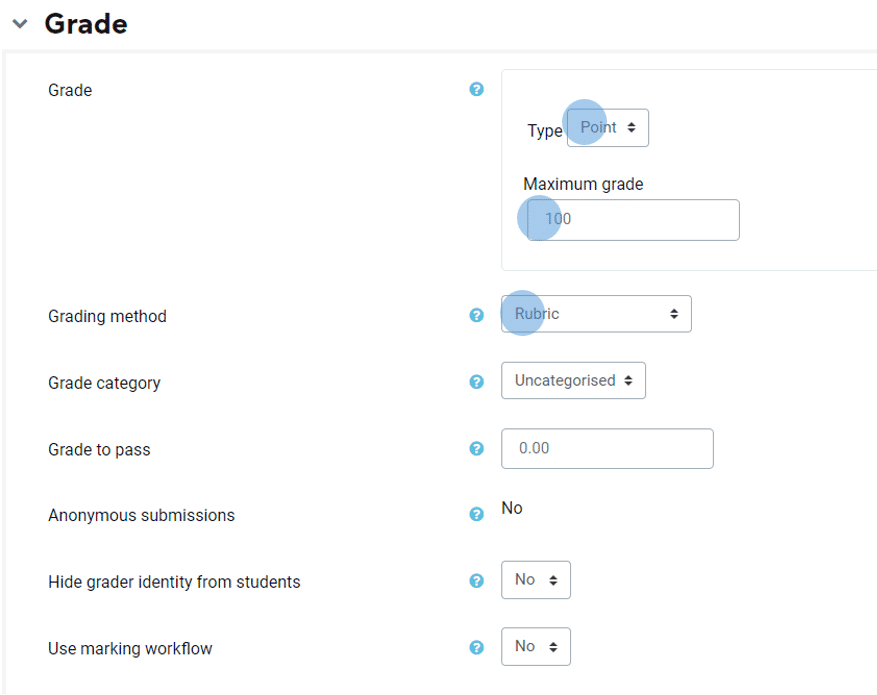 Grade
Grade
Type Point
Maximum grade
100
Grading method
Rubric
Grade category
Uncategorised
Grade to pass
0.00
Anonymous submissions
No
Hide grader identity from students
No
Use marking workflow
No